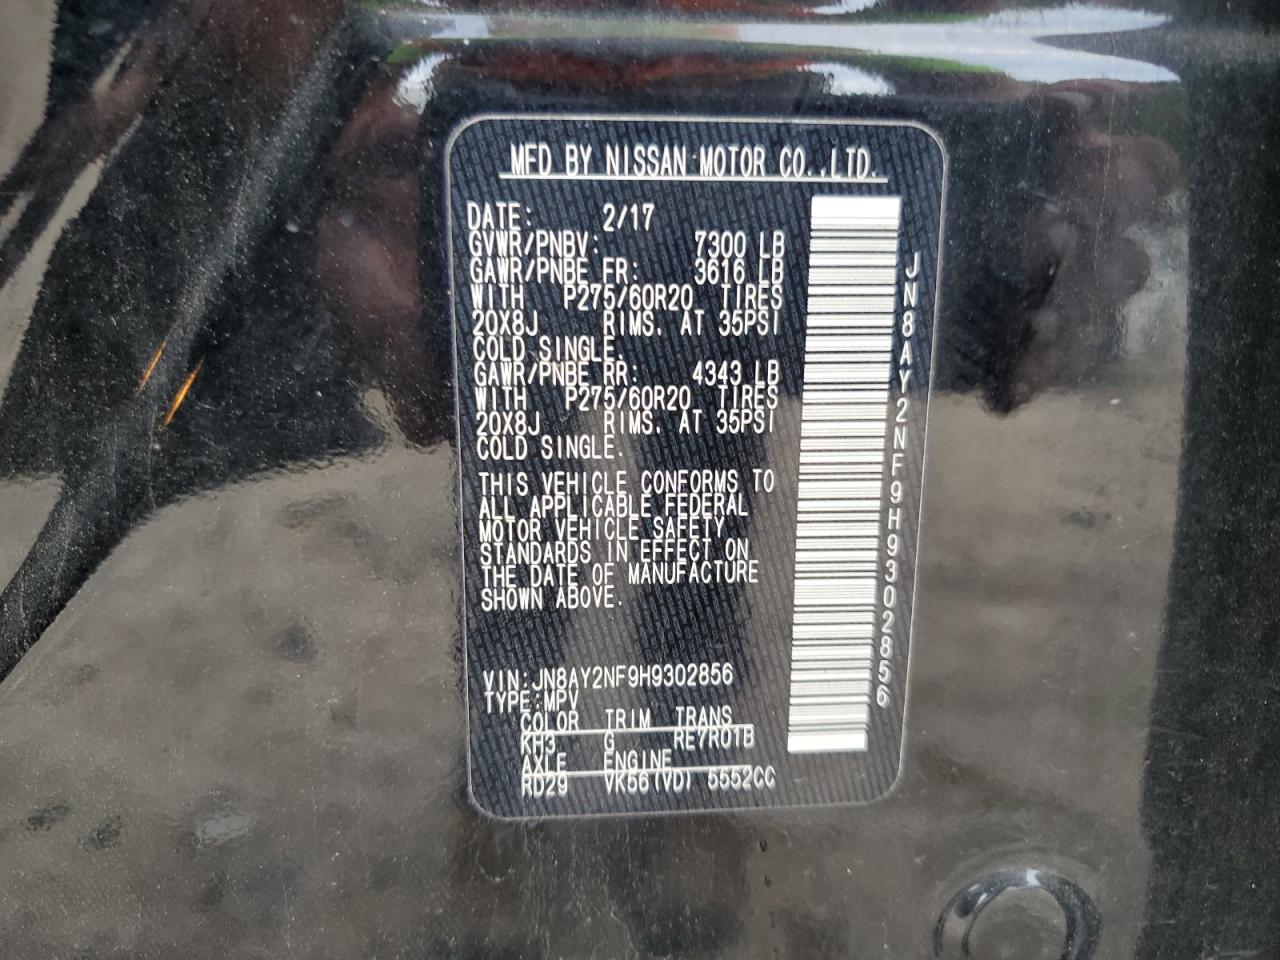 MFD BY NISSAN MOTOR CO.,LTD.
DATE: 2/17
GVWR/PNBV: 7300 LB
GAWR/PNBE FR: 3616 LB
WITH P275/60R20 TIRES
20X8J RIMS. AT 35PSI
COLD SINGLE.
GAWR/PNBE RR: 4343 LB
WITH P275/60R20 TIRES
20X8J RIMS. AT 35PSI
COLD SINGLE.
THIS VEHICLE CONFORMS TO
ALL APPLICABLE FEDERAL
MOTOR VEHICLE SAFETY
STANDARDS IN EFFECT ON
THE DATE OF MANUFACTURE
SHOWN ABOVE.
VIN:JN8AY2NF9H9302856
TYPE:MPV
COLOR TRIM TRANS
KH3 G RE7R01B
AXLE ENGINE
RD29 VK56(VD) 5552CC
JN8AY2NF9H9302856